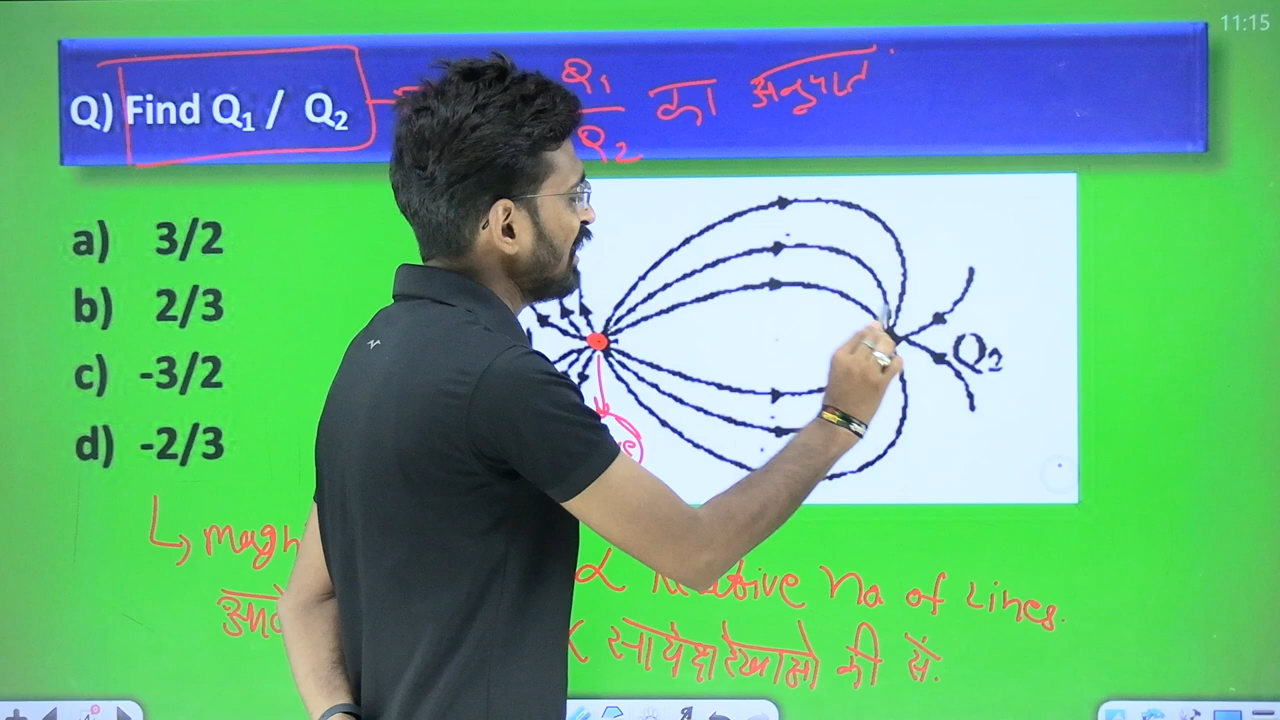 11:15
Q) Find Q₁ / Q₂
Q₁
का अनुपात
Q₂
a) 3/2
b) 2/3
c) -3/2
d) -2/3
Q₂
↳ magn
∝ Relative No of Lines.
सापेक्ष रेखाओ की सं.